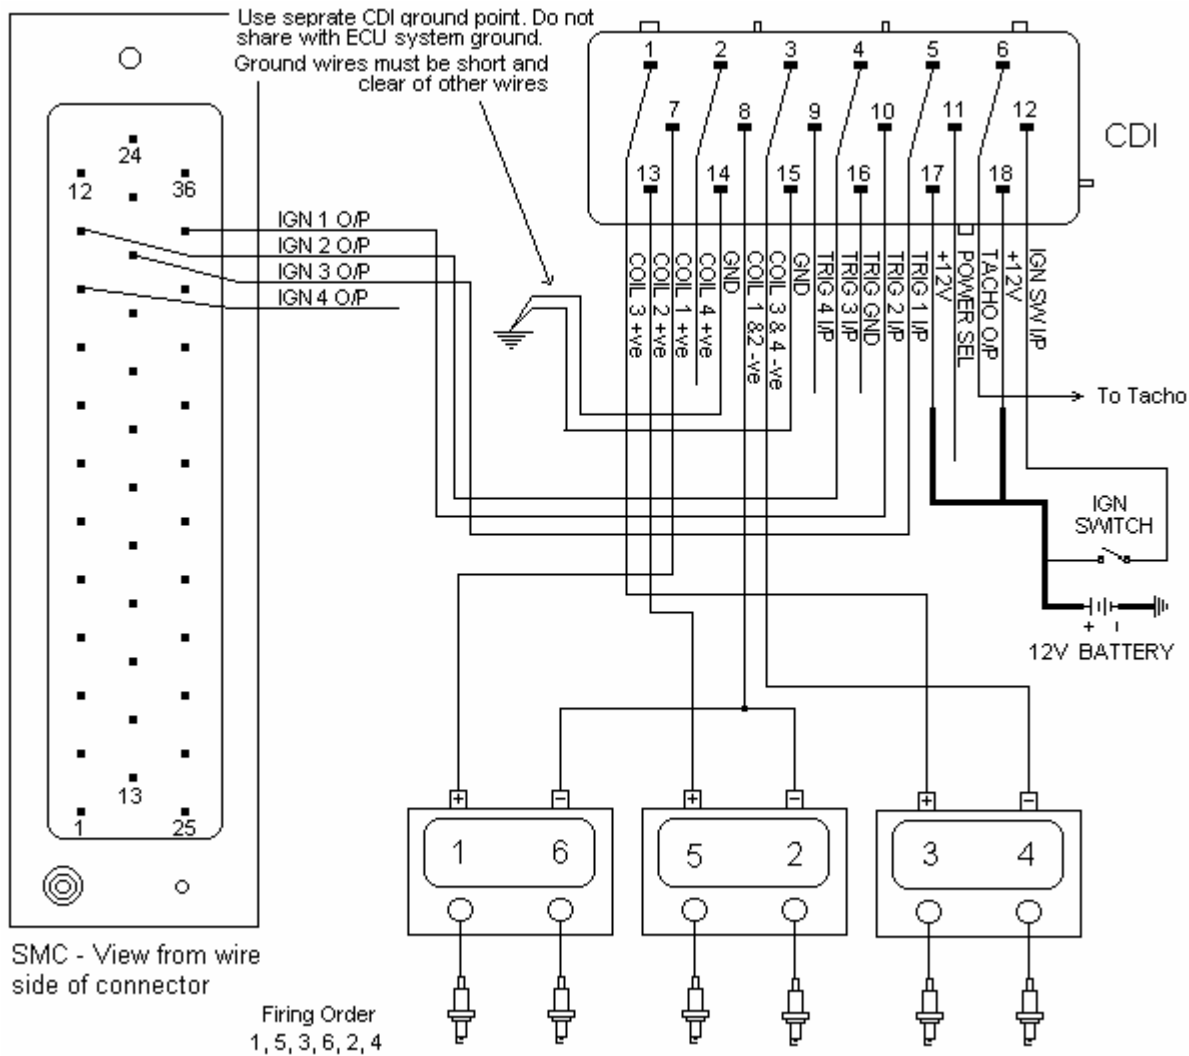 Use seprate CDI qround point. Do not
share with ECU system ground.
Ground wires must be short and
clear of other wires
1 2 3 4 5 6
7 8 9 10 11 12
13 14 15 16 17 18
CDI
24
12 36
13
1 25
IGN 1 O/P
IGN 2 O/P
IGN 3 O/P
IGN 4 O/P
COIL 3 +ve
COIL 2 +ve
COIL 1 +ve
COIL 4 +ve
GND
COIL 1 &2 -ve
COIL 3 & 4 -ve
GND
TRIG 4 I/P
TRIG 3 I/P
TRIG GND
TRIG 2 I/P
TRIG 1 I/P
+12V
POWER SEL
TACHO O/P
+12V
IGN SW I/P
To Tacho
IGN
SWITCH
+ -
12V BATTERY
+ - + - + -
1 6 5 2 3 4
SMC - View from wire
side of connector
Firing Order
1, 5, 3, 6, 2, 4